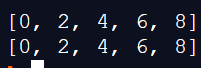 [0, 2, 4, 6, 8]
[0, 2, 4, 6, 8]